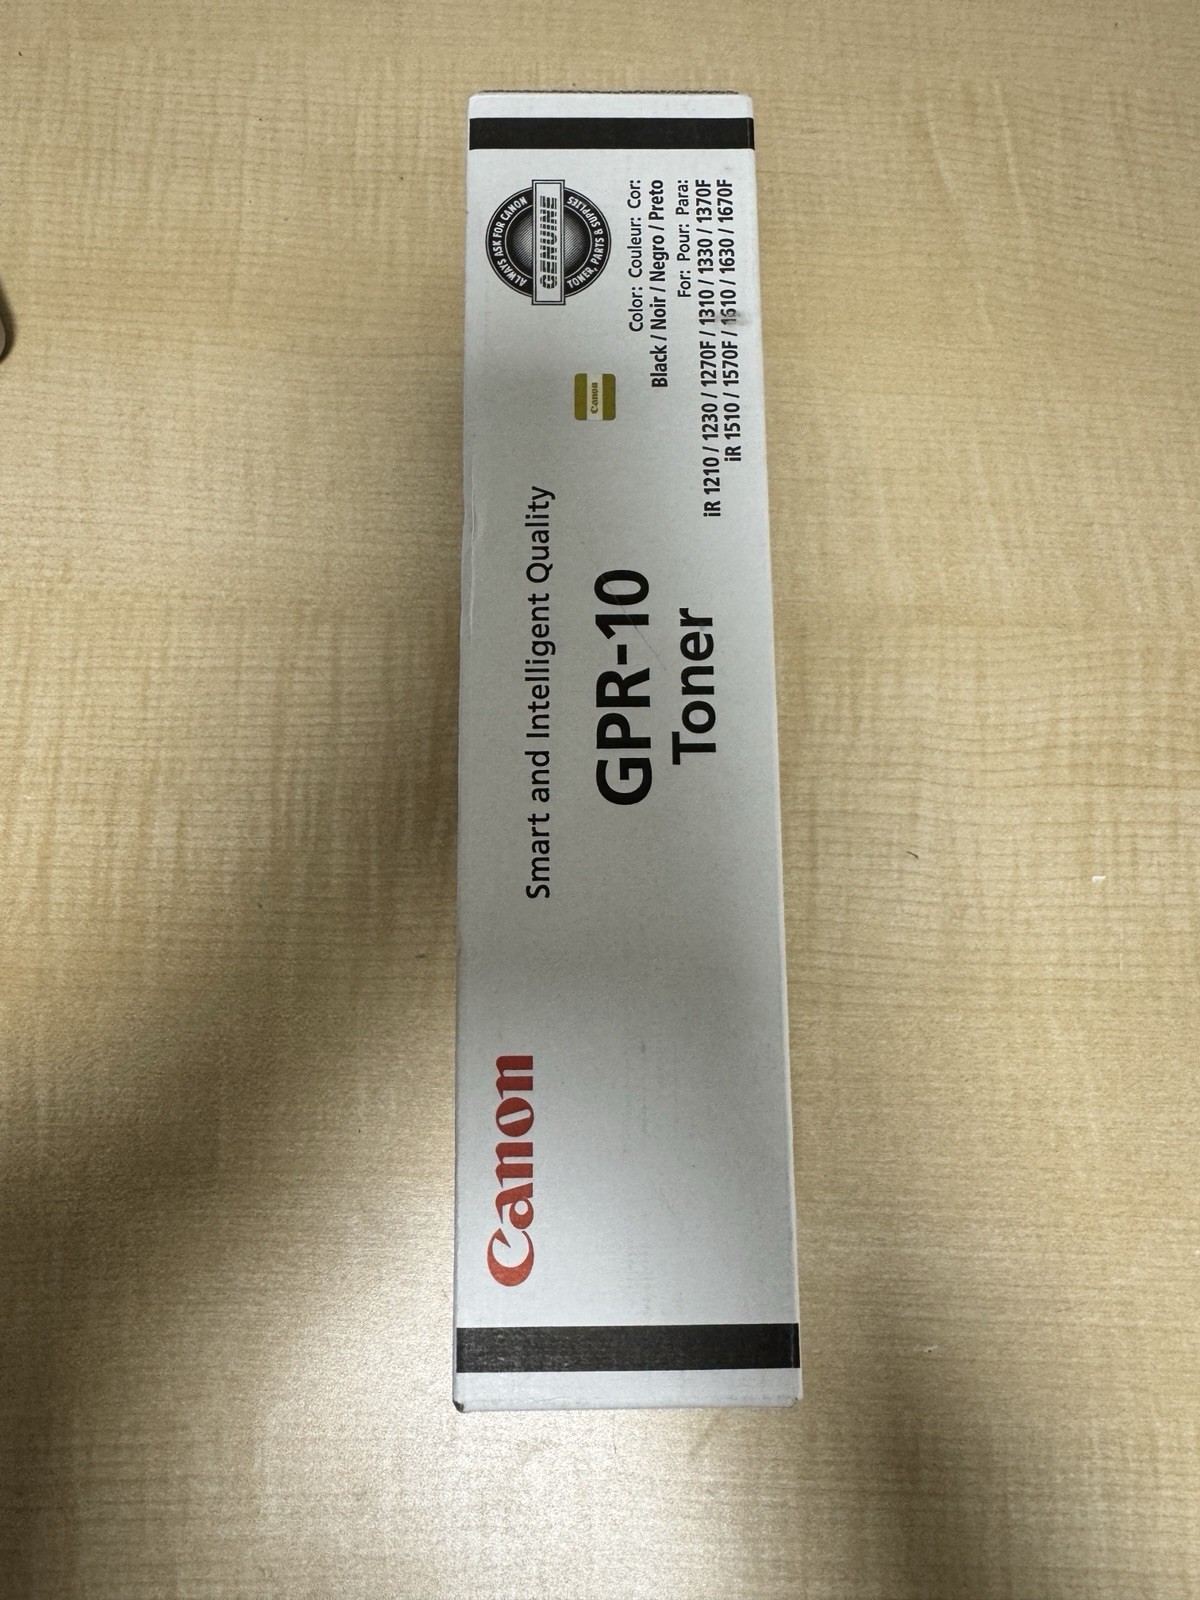 Canon
Smart and Intelligent Quality
GPR-10
Toner
ALWAYS ASK FOR CANON
GENUINE
TONER, PARTS & SUPPLIES
Canon
Color: Couleur: Cor:
Black / Noir / Negro / Preto
For: Pour: Para:
iR 1210 / 1230 / 1270F / 1310 / 1330 / 1370F
iR 1510 / 1570F / 1610 / 1630 / 1670F